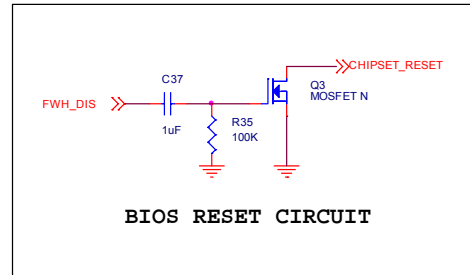 CHIPSET_RESET
C37
Q3
MOSFET N
FWH_DIS
R35
1uF
100K
BIOS RESET CIRCUIT